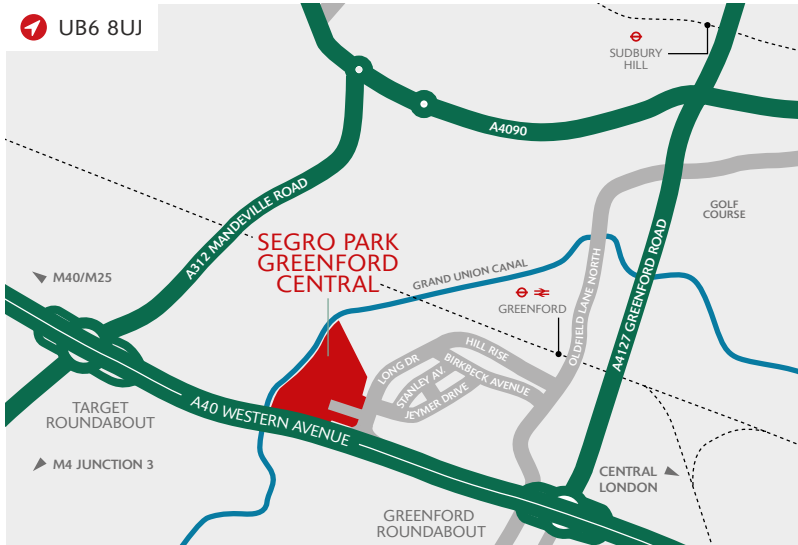 UB6 8UJ
SUDBURY
HILL
A4090
A312 MANDEVILLE ROAD
GOLF
COURSE
SEGRO PARK
GREENFORD
CENTRAL
GRAND UNION CANAL
M40/M25
GREENFORD
OLDFIELD LANE NORTH
A4127 GREENFORD ROAD
HILL RISE
LONG DR
STANLEY AV.
BIRKBECK AVENUE
JEYMER DRIVE
TARGET
ROUNDABOUT
A40 WESTERN AVENUE
M4 JUNCTION 3
CENTRAL
LONDON
GREENFORD
ROUNDABOUT